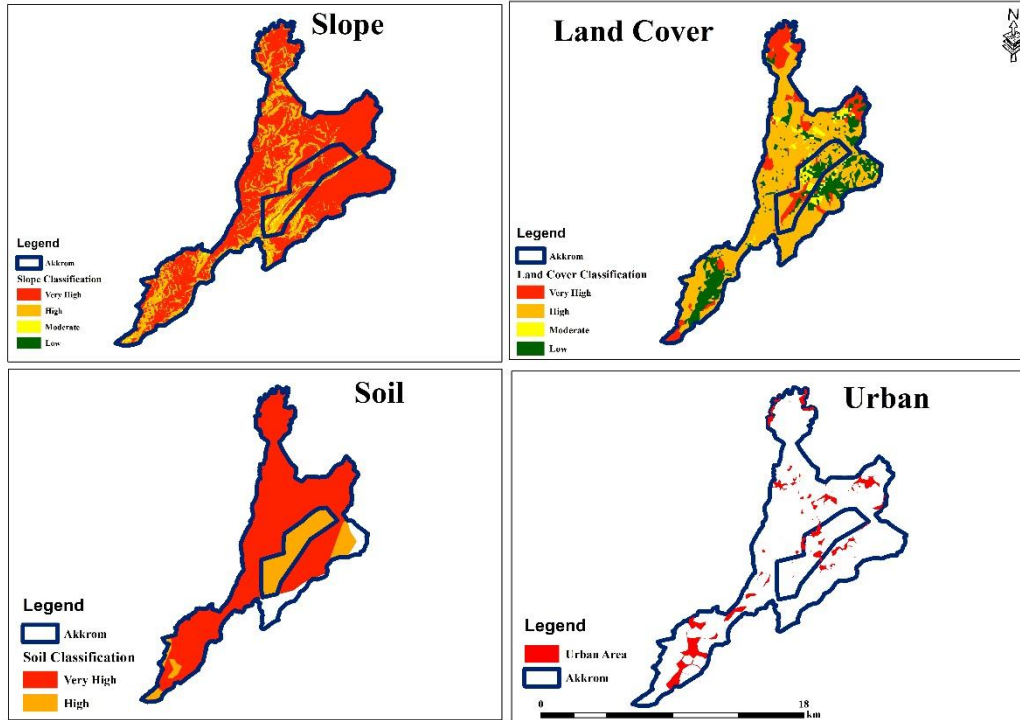 Slope
Legend
Akkrom
Slope Classification
Very High
High
Moderate
Low
Land Cover
N
Legend
Akkrom
Land Cover Classification
Very High
High
Moderate
Low
Soil
Legend
Akkrom
Soil Classification
Very High
High
Urban
Legend
Urban Area
Akkrom
0 18
km